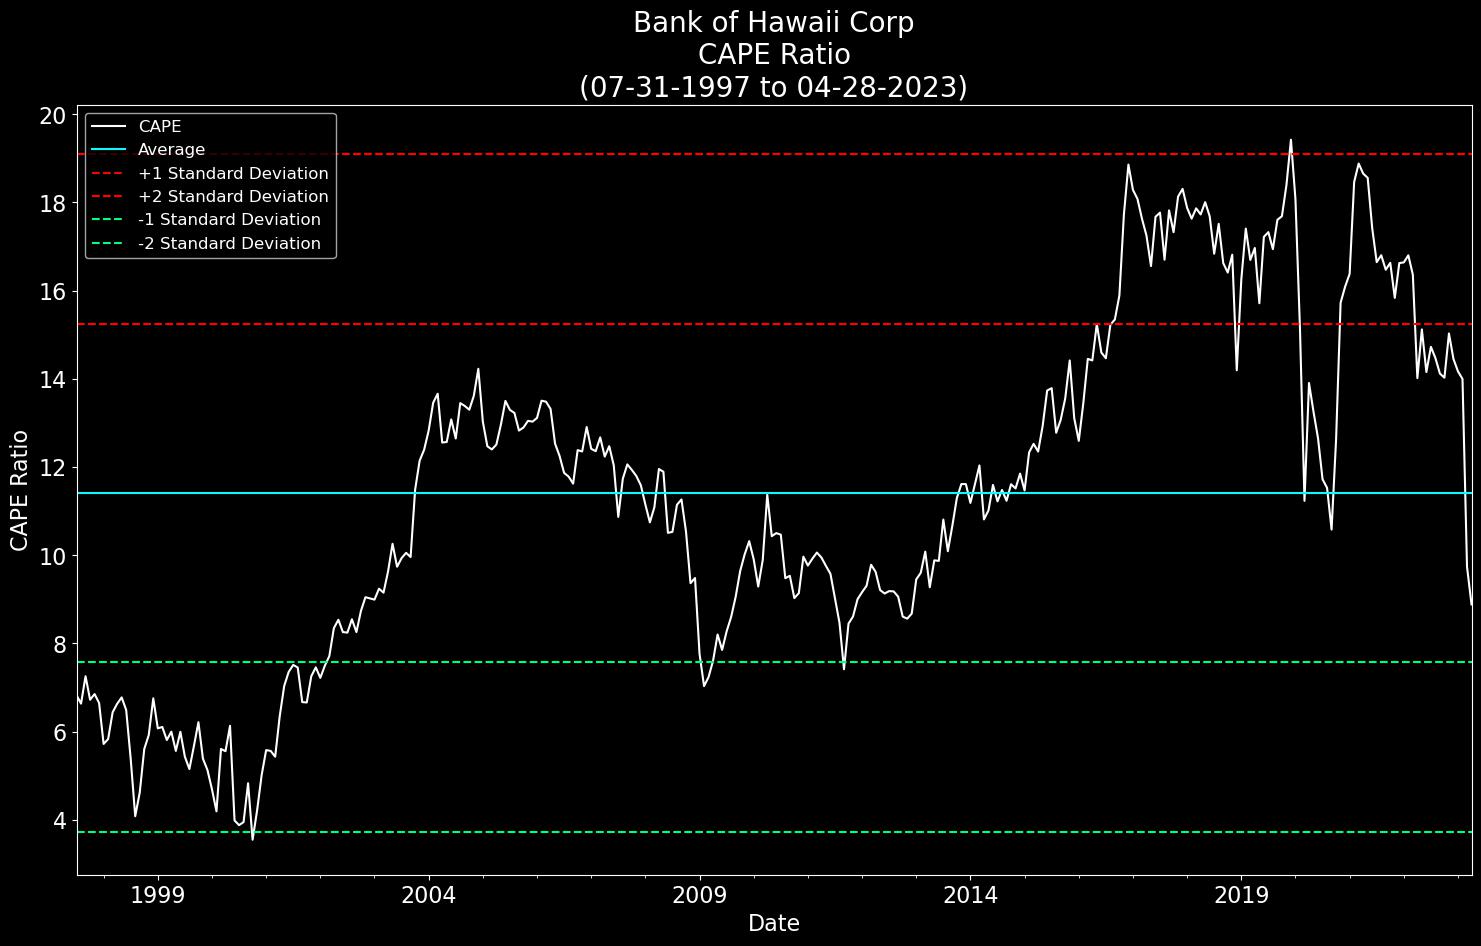 Bank of Hawaii Corp
CAPE Ratio
(07-31-1997 to 04-28-2023)
CAPE
Average
+1 Standard Deviation
+2 Standard Deviation
-1 Standard Deviation
-2 Standard Deviation
CAPE Ratio
20
18
16
14
12
10
8
6
4
1999
2004
2009
2014
2019
Date